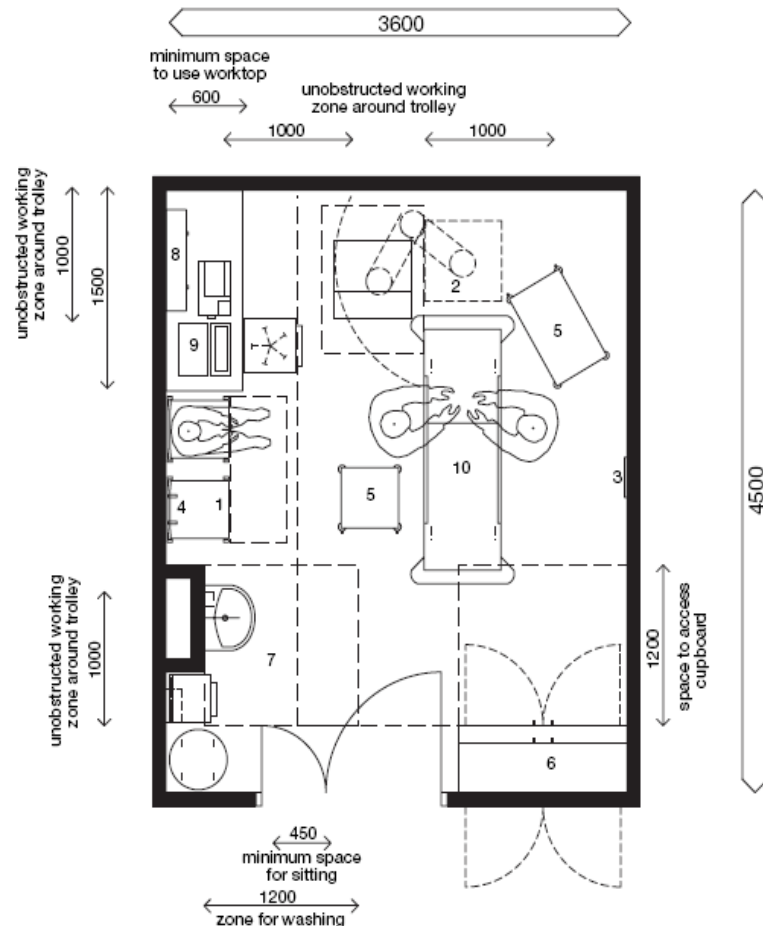 3600
minimum space
to use worktop
600
unobstructed working
zone around trolley
1000
1000
unobstructed working
zone around trolley
1000
1500
8
9
2
5
3
4
1
5
10
4500
unobstructed working
zone around trolley
1000
7
1200
space to access
cupboard
6
450
minimum space
for sitting
1200
zone for washing